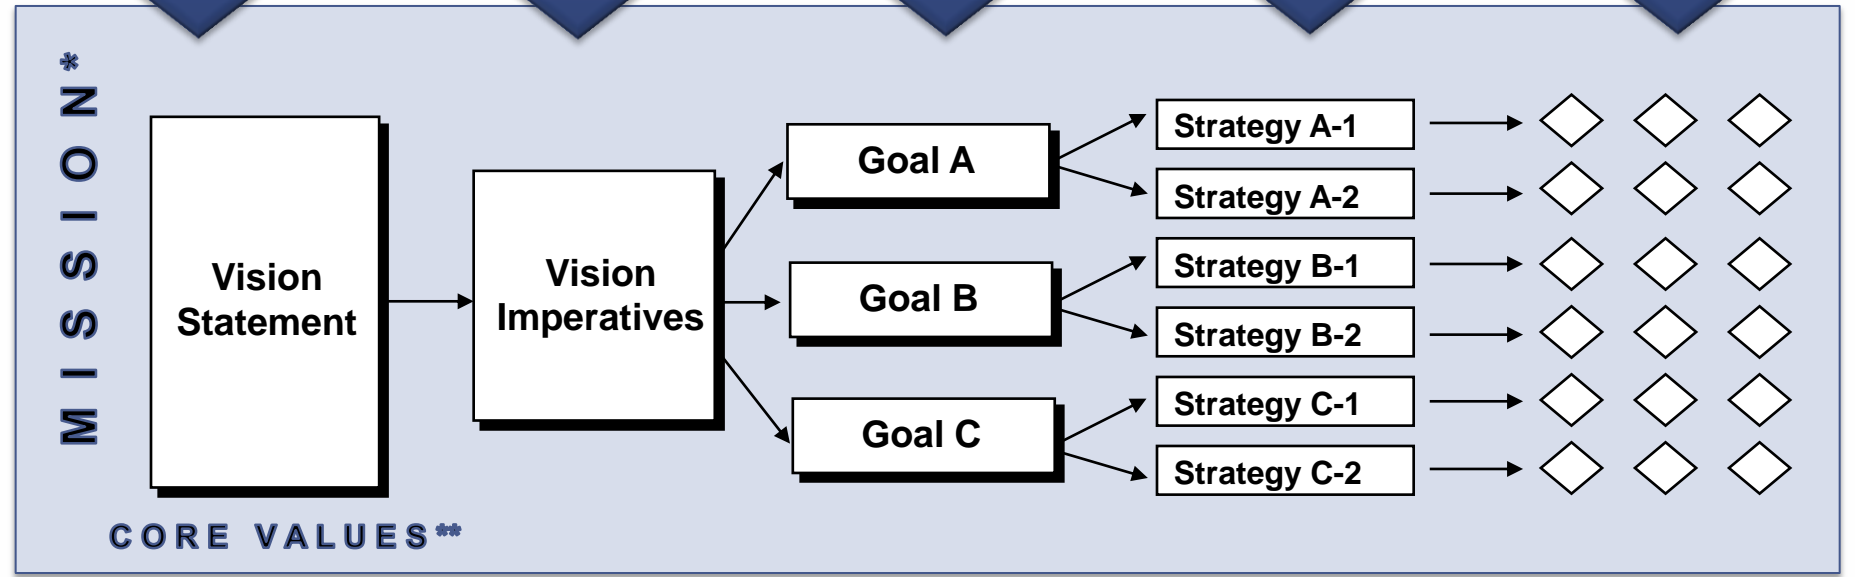 MISSION*
Vision
Statement
Vision
Imperatives
Goal A
Goal B
Goal C
Strategy A-1
Strategy A-2
Strategy B-1
Strategy B-2
Strategy C-1
Strategy C-2
CORE VALUES**